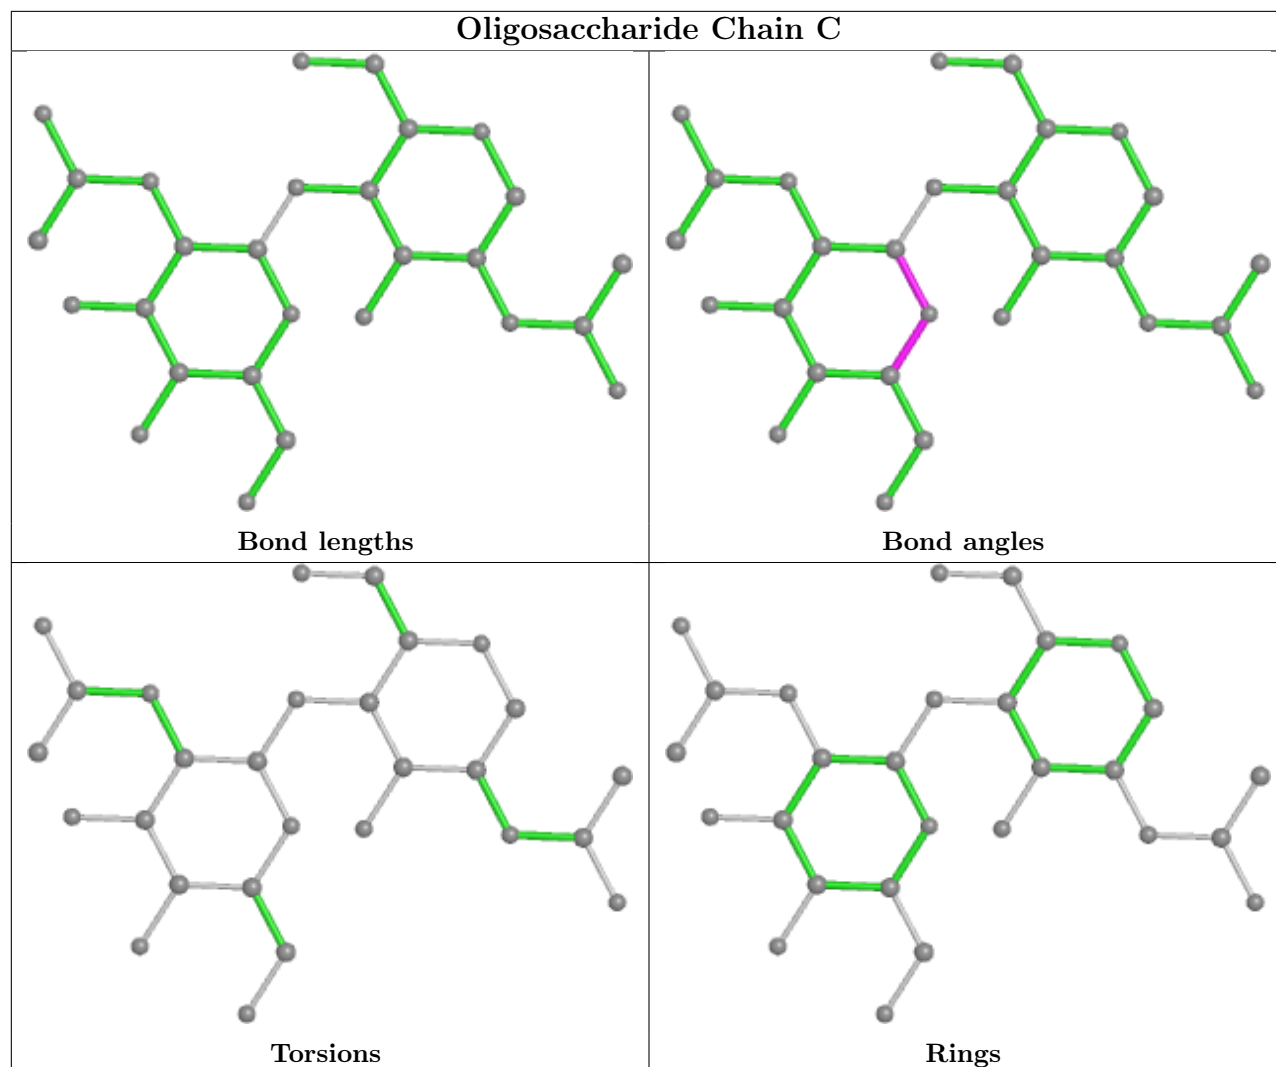 Oligosaccharide Chain C
Bond lengths
Bond angles
Torsions
Rings